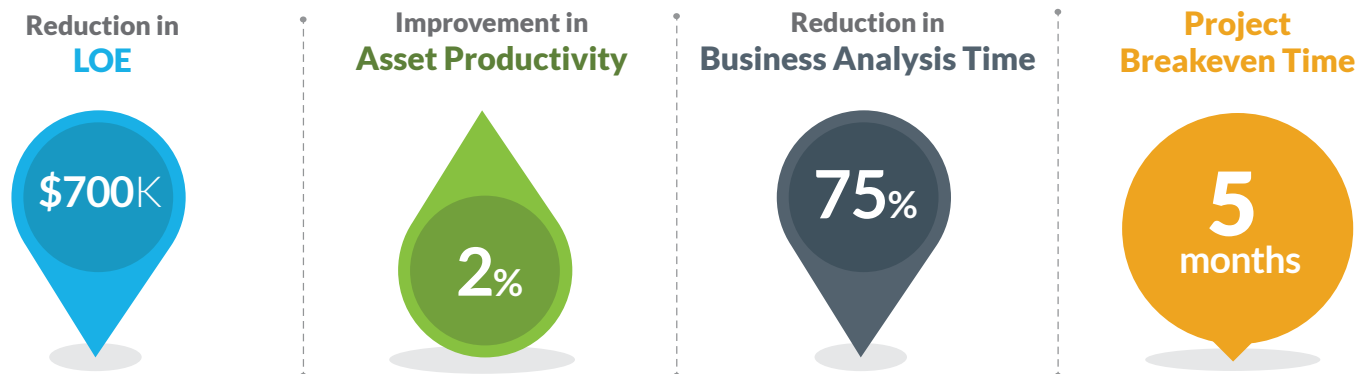 Reduction in
LOE
$700K
Improvement in
Asset Productivity
2%
Reduction in
Business Analysis Time
75%
Project
Breakeven Time
5
months